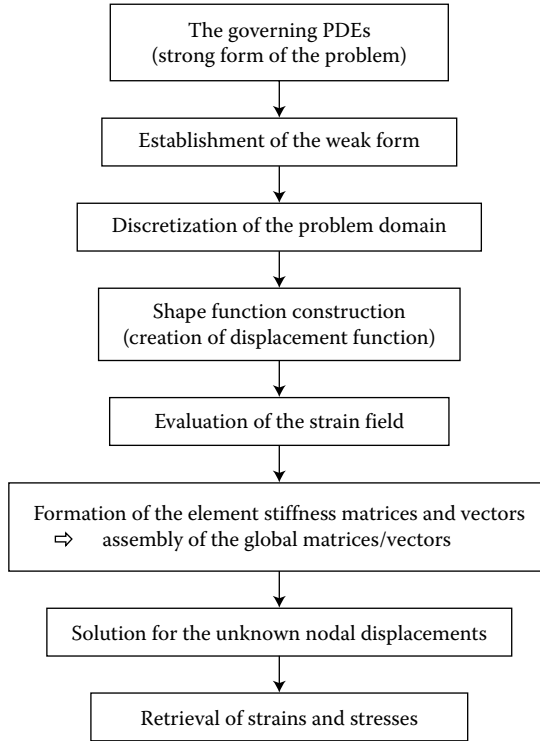 The governing PDEs
(strong form of the problem)
Establishment of the weak form
Discretization of the problem domain
Shape function construction
(creation of displacement function)
Evaluation of the strain field
Formation of the element stiffness matrices and vectors
⇨ assembly of the global matrices/vectors
Solution for the unknown nodal displacements
Retrieval of strains and stresses